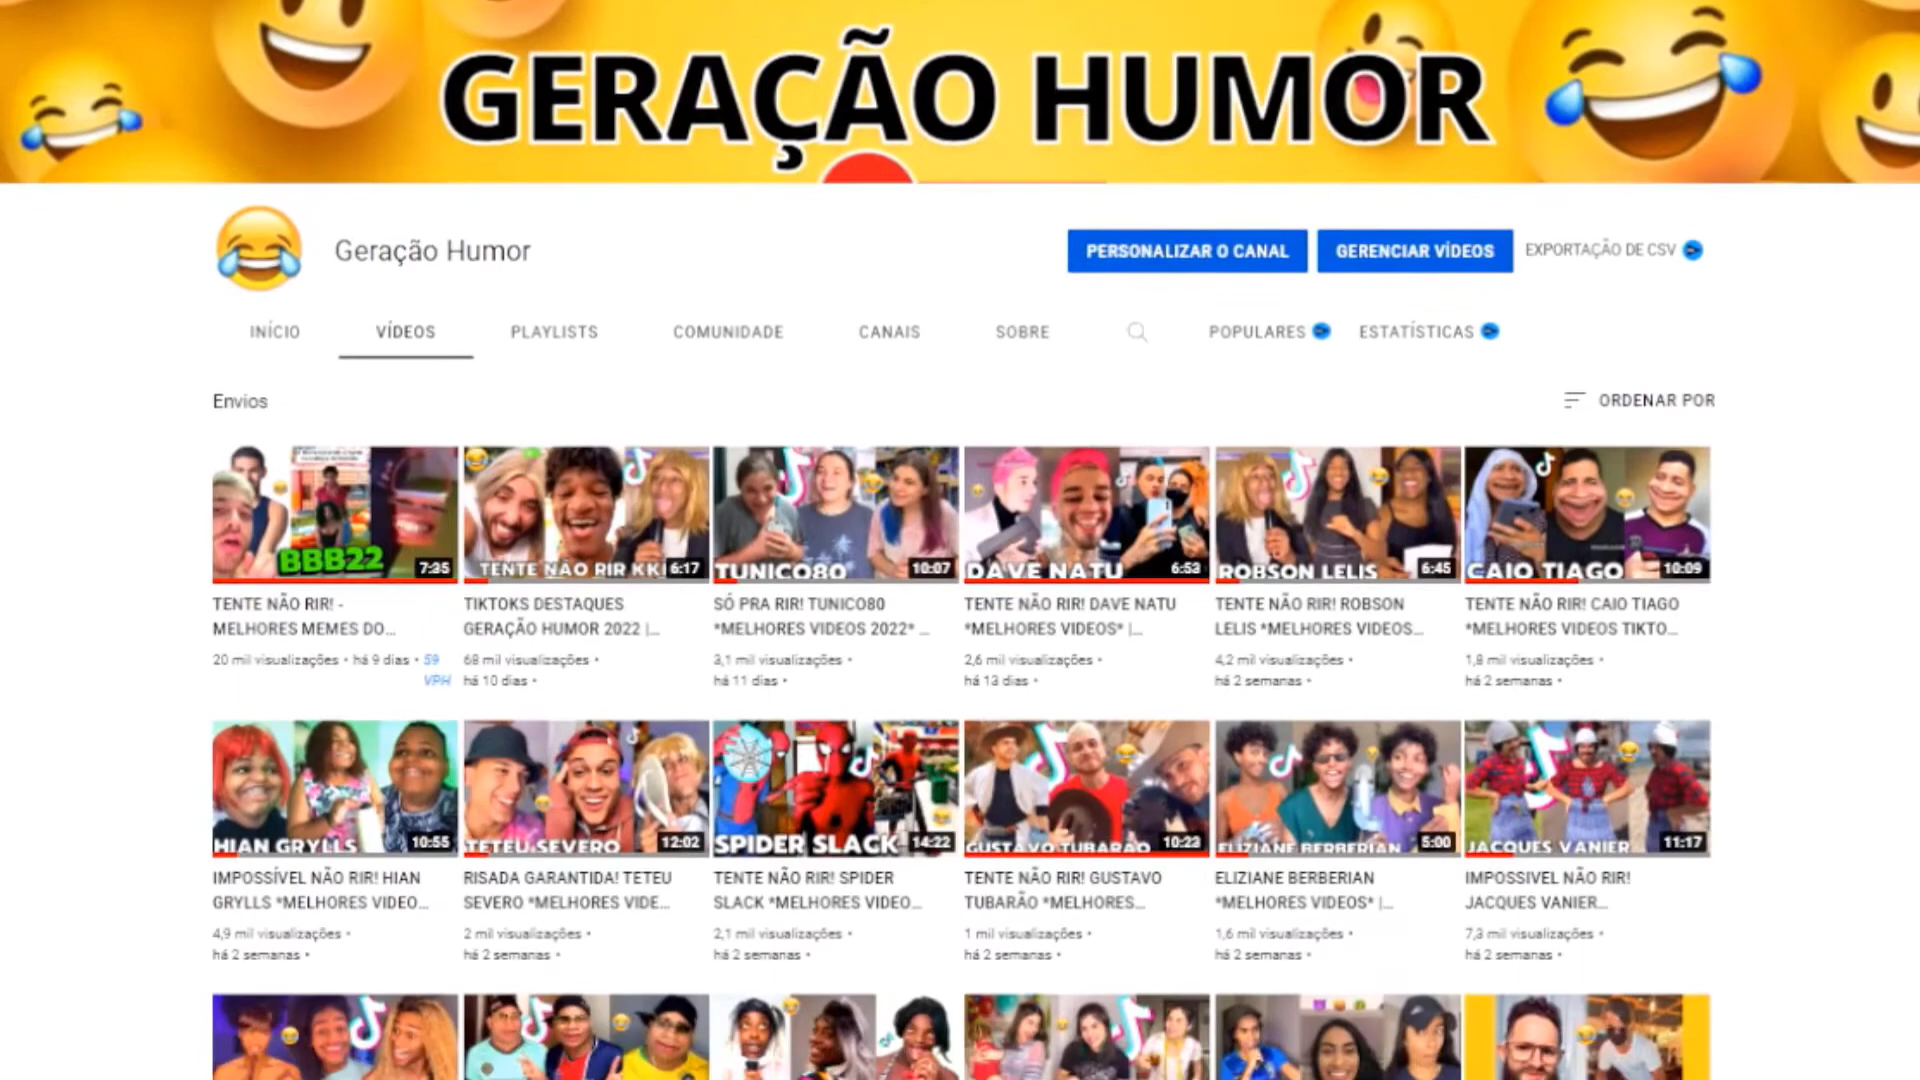 GERAÇÃO HUMOR
Geração Humor
PERSONALIZAR O CANAL
GERENCIAR VÍDEOS
EXPORTAÇÃO DE CSV
INÍCIO
VÍDEOS
PLAYLISTS
COMUNIDADE
CANAIS
SOBRE
POPULARES
ESTATÍSTICAS
Envios
ORDENAR POR
BBB22
7:35
TENTE NÃO RIR KK
6:17
TUNICO80
10:07
DAVE NATU
6:53
ROBSON LELIS
6:45
CAIO TIAGO
10:09
TENTE NÃO RIR! -
MELHORES MEMES DO...
20 mil visualizações • há 9 dias • 59
VPH
TIKTOKS DESTAQUES
GERAÇÃO HUMOR 2022 |...
68 mil visualizações •
há 10 dias •
SÓ PRA RIR! TUNICO80
*MELHORES VIDEOS 2022* ...
3,1 mil visualizações •
há 11 dias •
TENTE NÃO RIR! DAVE NATU
*MELHORES VIDEOS* |...
2,6 mil visualizações •
há 13 dias •
TENTE NÃO RIR! ROBSON
LELIS *MELHORES VIDEOS...
4,2 mil visualizações •
há 2 semanas •
TENTE NÃO RIR! CAIO TIAGO
*MELHORES VIDEOS TIKTO...
1,8 mil visualizações •
há 2 semanas •
HIAN GRYLLS
10:55
TETEU SEVERO
12:02
SPIDER SLACK
14:22
GUSTAVO TUBARÃO
10:23
ELIZIANE BERBERIAN
5:00
JACQUES VANIER
11:17
IMPOSSÍVEL NÃO RIR! HIAN
GRYLLS *MELHORES VIDEO...
4,9 mil visualizações •
há 2 semanas •
RISADA GARANTIDA! TETEU
SEVERO *MELHORES VIDE...
2 mil visualizações •
há 2 semanas •
TENTE NÃO RIR! SPIDER
SLACK *MELHORES VIDEO...
2,1 mil visualizações •
há 2 semanas •
TENTE NÃO RIR! GUSTAVO
TUBARÃO *MELHORES...
1 mil visualizações •
há 2 semanas •
ELIZIANE BERBERIAN
*MELHORES VIDEOS* |...
1,6 mil visualizações •
há 2 semanas •
IMPOSSIVEL NÃO RIR!
JACQUES VANIER...
7,3 mil visualizações •
há 2 semanas •